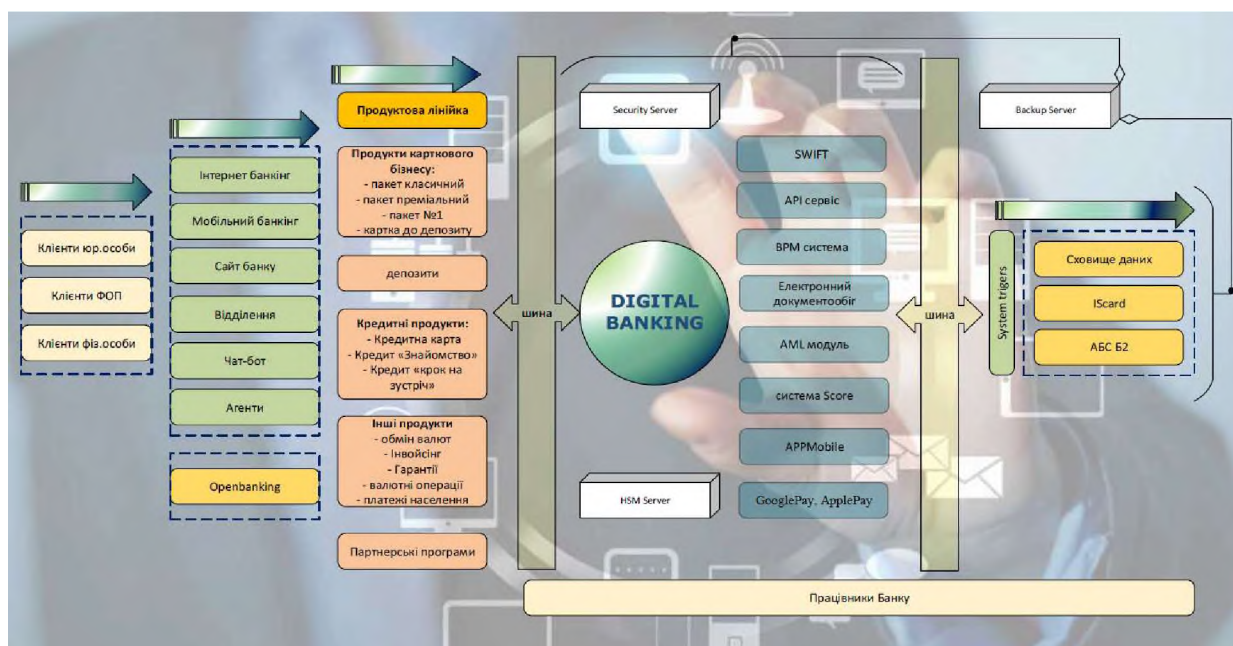 Клієнти юр.особи
Клієнти ФОП
Клієнти фіз.особи
Інтернет банкінг
Мобільний банкінг
Сайт банку
Відділення
Чат-бот
Агенти
Openbanking
Продуктова лінійка
Продукти карткового
бізнесу:
- пакет класичний
- пакет преміальний
- пакет №1
- картка до депозиту
депозити
Кредитні продукти:
- Кредитна карта
- Кредит «Знайомство»
- Кредит «крок на
зустріч»
Інші продукти
- обмін валют
- Інвойсінг
- Гарантії
- валютні операції
- платежі населення
Партнерські програми
шина
Security Server
DIGITAL
BANKING
HSM Server
SWIFT
API сервіс
BPM система
Електронний
документообіг
AML модуль
система Score
APPMobile
GooglePay, ApplePay
шина
Backup Server
System trigers
Сховище даних
IScard
АБС Б2
Працівники Банку